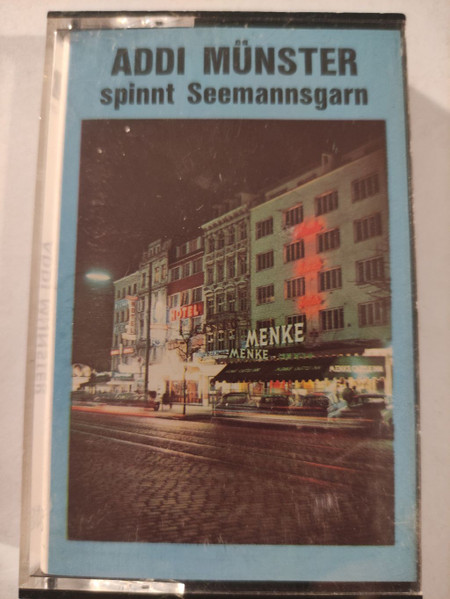 ADDI MÜNSTER
spinnt Seemannsgarn
HOTEL
MENKE
MENKE
ADDI MÜNSTER